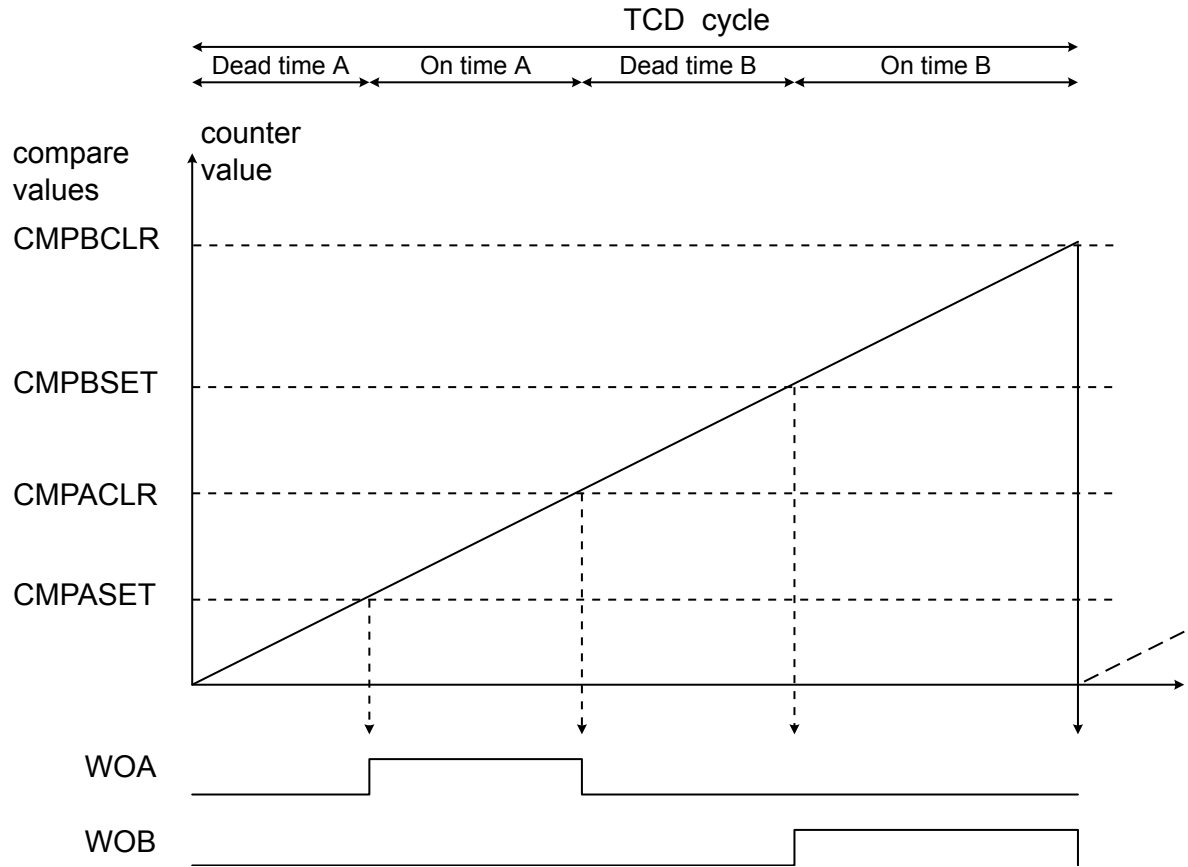 TCD cycle
Dead time A
On time A
Dead time B
On time B
compare
values
counter
value
CMPBCLR
CMPBSET
CMPACLR
CMPASET
WOA
WOB